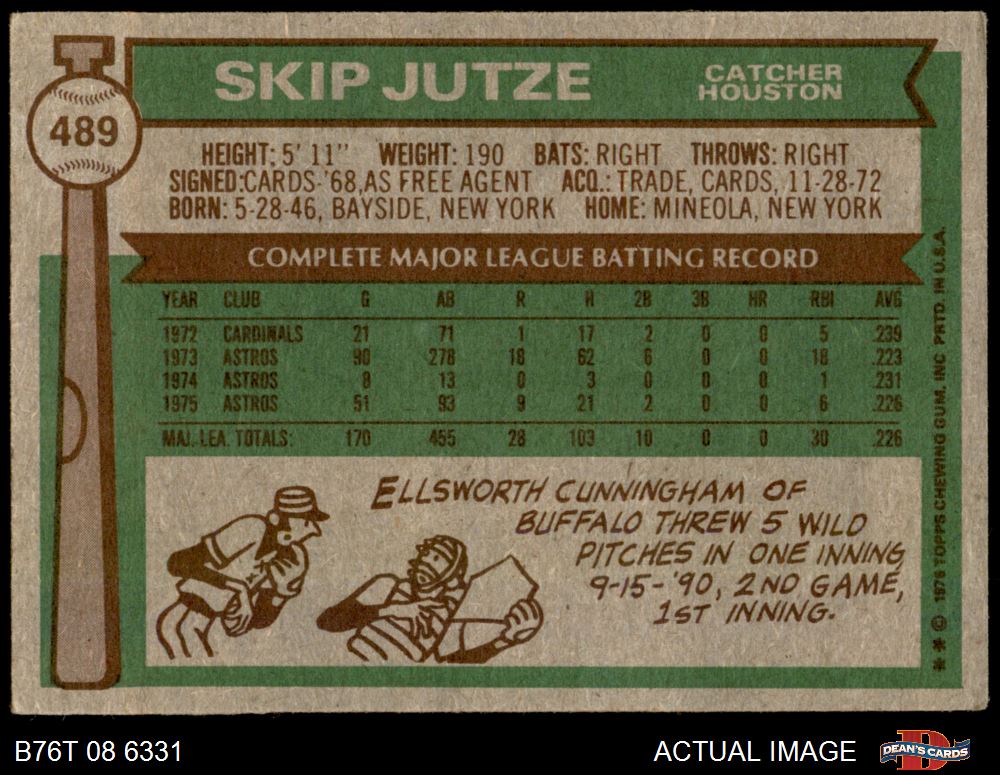 SKIP JUTZE
CATCHER
HOUSTON
489
HEIGHT: 5' 11" WEIGHT: 190 BATS: RIGHT THROWS: RIGHT
SIGNED: CARDS-'68, AS FREE AGENT ACQ.: TRADE, CARDS, 11-28-72
BORN: 5-28-46, BAYSIDE, NEW YORK HOME: MINEOLA, NEW YORK
COMPLETE MAJOR LEAGUE BATTING RECORD
YEAR CLUB G AB R H 2B 3B HR RBI AVG
1972 CARDINALS 21 71 1 17 2 0 0 5 .239
1973 ASTROS 90 278 18 62 6 0 0 18 .223
1974 ASTROS 8 13 0 3 0 0 0 1 .231
1975 ASTROS 51 93 9 21 2 0 0 6 .226
MAJ. LEA. TOTALS: 170 455 28 103 10 0 0 30 .226
ELLSWORTH CUNNINGHAM OF
BUFFALO THREW 5 WILD
PITCHES IN ONE INNING,
9-15-'90, 2ND GAME,
1ST INNING.
** © 1976 TOPPS CHEWING GUM, INC. PRTD. IN U.S.A.
B76T 08 6331
ACTUAL IMAGE
D
DEAN'S CARDS